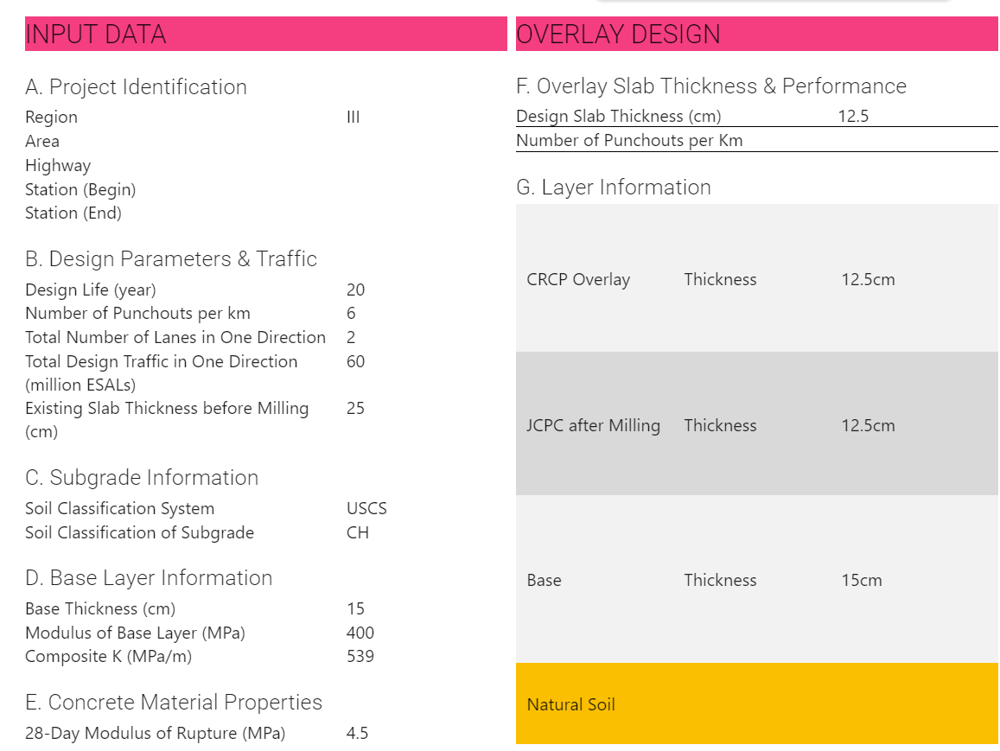 INPUT DATA
A. Project Identification
Region III
Area
Highway
Station (Begin)
Station (End)
B. Design Parameters & Traffic
Design Life (year) 20
Number of Punchouts per km 6
Total Number of Lanes in One Direction 2
Total Design Traffic in One Direction 60
(million ESALs)
Existing Slab Thickness before Milling 25
(cm)
C. Subgrade Information
Soil Classification System USCS
Soil Classification of Subgrade CH
D. Base Layer Information
Base Thickness (cm) 15
Modulus of Base Layer (MPa) 400
Composite K (MPa/m) 539
E. Concrete Material Properties
28-Day Modulus of Rupture (MPa) 4.5
OVERLAY DESIGN
F. Overlay Slab Thickness & Performance
Design Slab Thickness (cm) 12.5
Number of Punchouts per Km
G. Layer Information
CRCP Overlay Thickness 12.5cm
JCPC after Milling Thickness 12.5cm
Base Thickness 15cm
Natural Soil